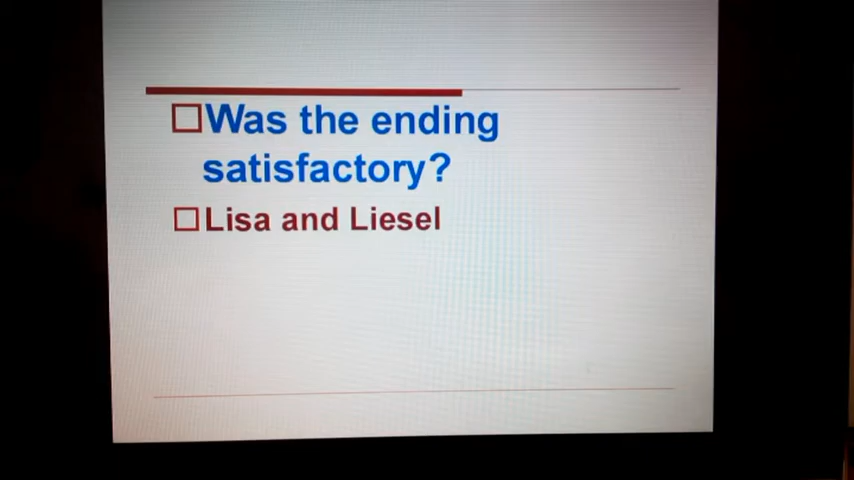 Was the ending
satisfactory?
Lisa and Liesel